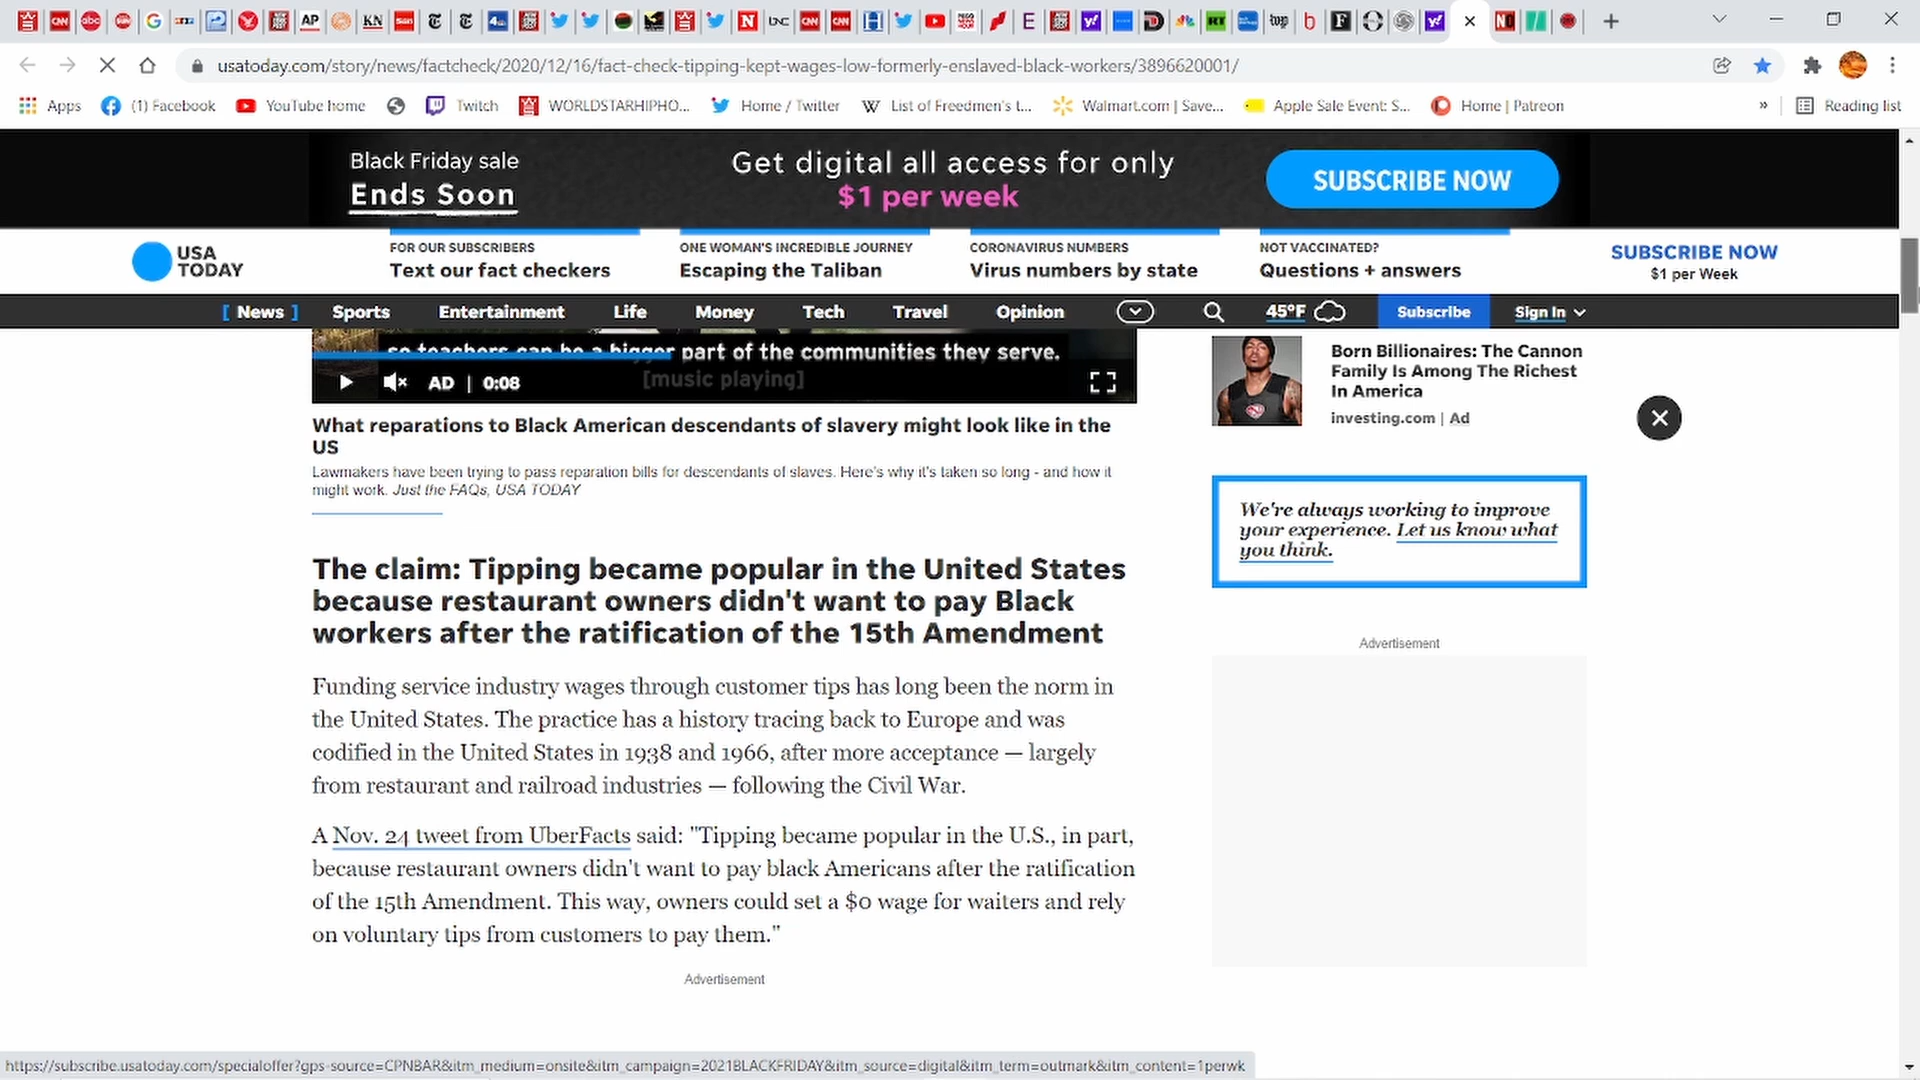 usatoday.com/story/news/factcheck/2020/12/16/fact-check-tipping-kept-wages-low-formerly-enslaved-black-workers/3896620001/
Apps (1) Facebook YouTube home Twitch WORLDSTARHIPHO... Home / Twitter List of Freedmen's t... Walmart.com | Save... Apple Sale Event: S... Home | Patreon » Reading list
Black Friday sale
Ends Soon
Get digital all access for only
$1 per week
SUBSCRIBE NOW
USA
TODAY
FOR OUR SUBSCRIBERS
Text our fact checkers
ONE WOMAN'S INCREDIBLE JOURNEY
Escaping the Taliban
CORONAVIRUS NUMBERS
Virus numbers by state
NOT VACCINATED?
Questions + answers
SUBSCRIBE NOW
$1 per Week
[ News ] Sports Entertainment Life Money Tech Travel Opinion 45°F Subscribe Sign In
so teachers can be a bigger part of the communities they serve.
[music playing]
AD | 0:08
What reparations to Black American descendants of slavery might look like in the
US
Lawmakers have been trying to pass reparation bills for descendants of slaves. Here's why it's taken so long - and how it
might work. Just the FAQs, USA TODAY
The claim: Tipping became popular in the United States
because restaurant owners didn't want to pay Black
workers after the ratification of the 15th Amendment
Funding service industry wages through customer tips has long been the norm in
the United States. The practice has a history tracing back to Europe and was
codified in the United States in 1938 and 1966, after more acceptance — largely
from restaurant and railroad industries — following the Civil War.
A Nov. 24 tweet from UberFacts said: "Tipping became popular in the U.S., in part,
because restaurant owners didn't want to pay black Americans after the ratification
of the 15th Amendment. This way, owners could set a $0 wage for waiters and rely
on voluntary tips from customers to pay them."
Advertisement
Born Billionaires: The Cannon
Family Is Among The Richest
In America
investing.com | Ad
We're always working to improve
your experience. Let us know what
you think.
Advertisement
https://subscribe.usatoday.com/specialoffer?gps-source=CPNBAR&itm_medium=onsite&itm_campaign=2021BLACKFRIDAY&itm_source=digital&itm_term=outmark&itm_content=1perwk